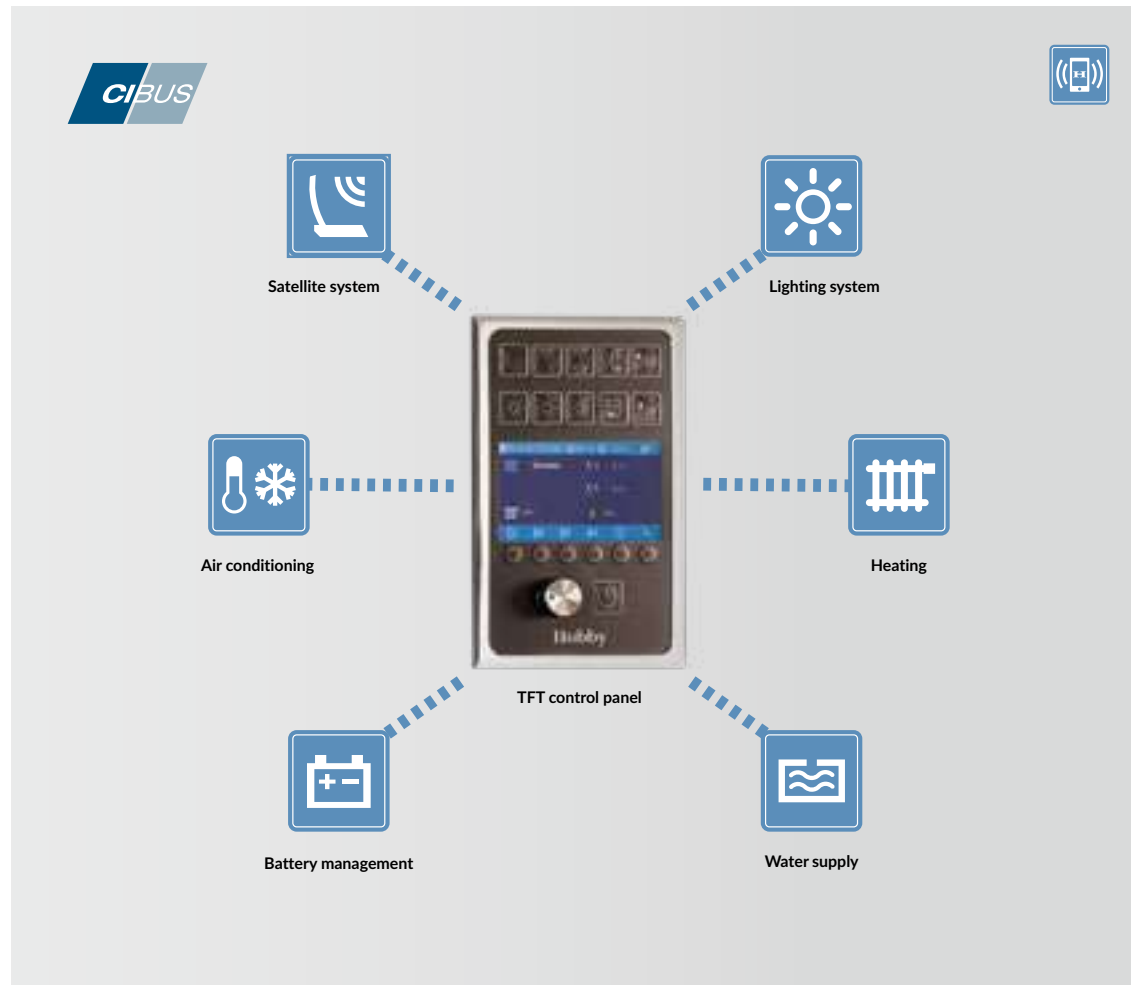 CIBUS
H
Satellite system
Lighting system
Air conditioning
Heating
Hobby
TFT control panel
Battery management
Water supply